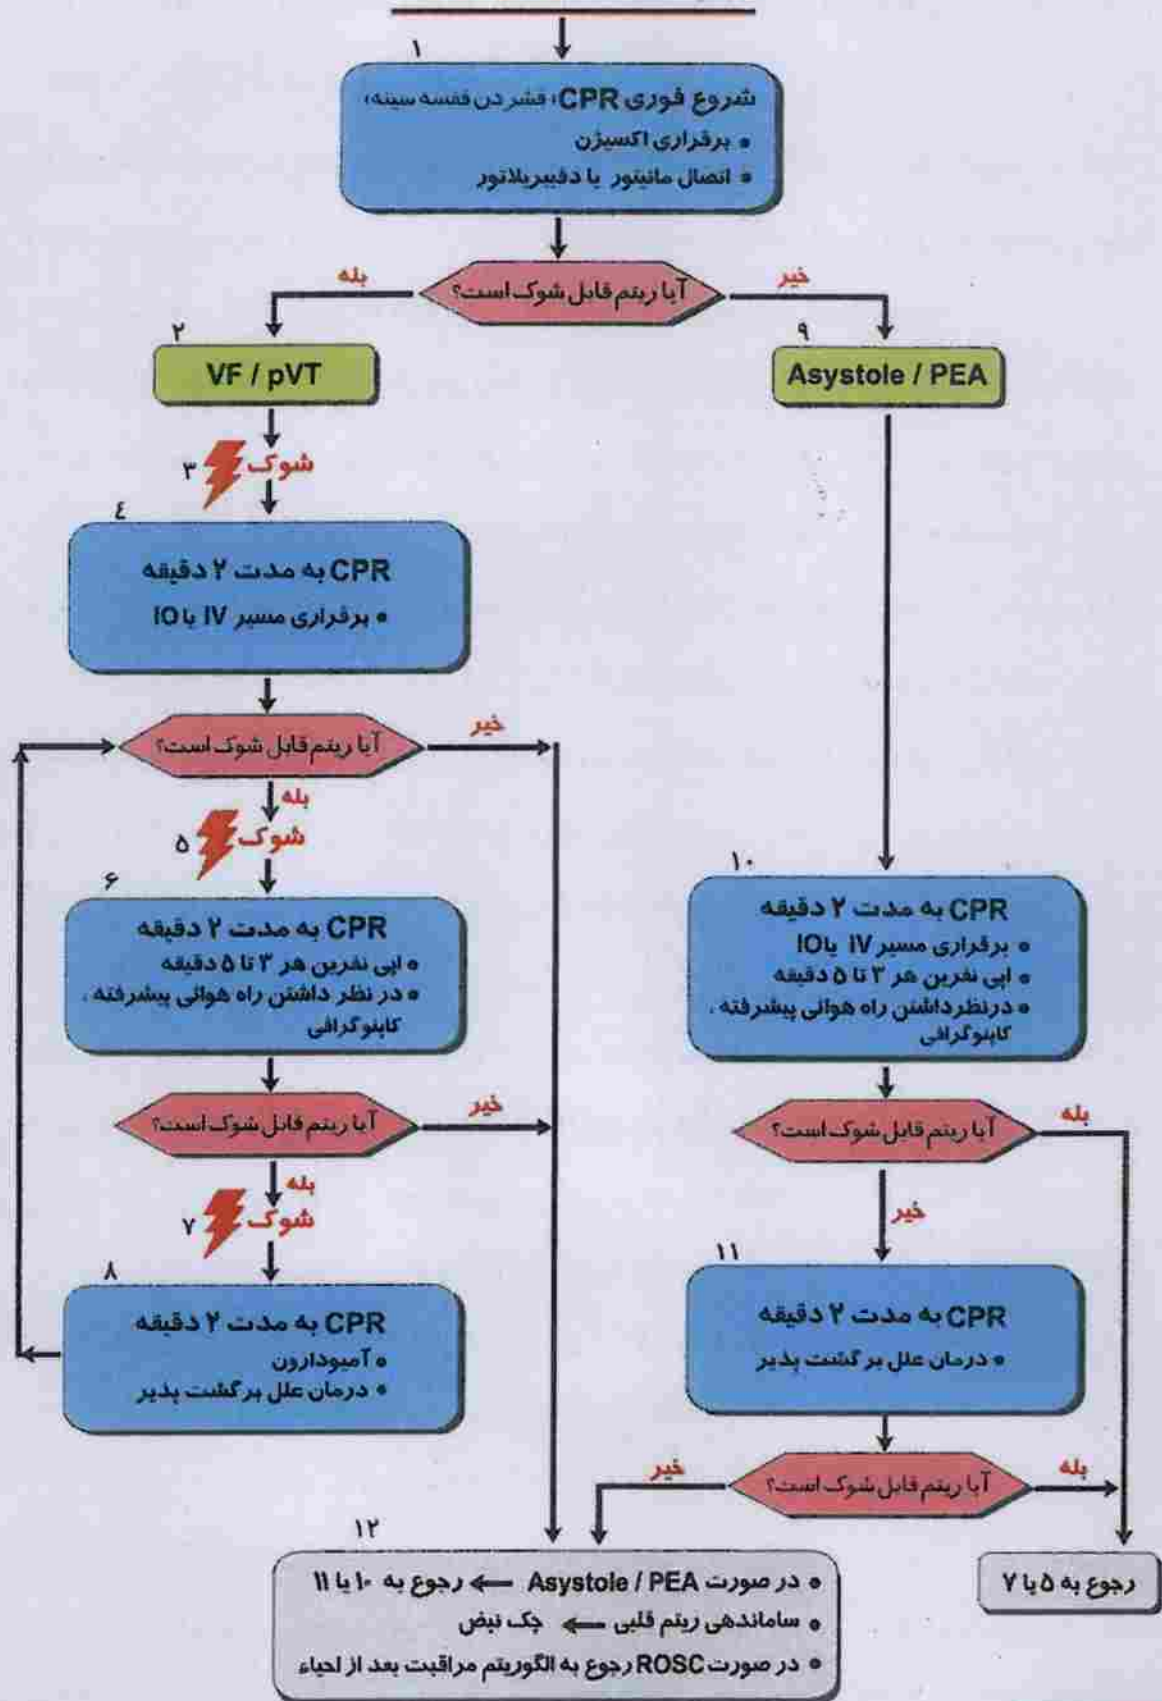 ۱
شروع فوری CPR (فشردن قفسه سینه)
• برقراری اکسیژن
• اتصال مانیتور یا دفیبریلاتور
آیا ریتم قابل شوک است؟
بله
خیر
۲
VF / pVT
۳
شوک
۴
CPR به مدت ۲ دقیقه
• برقراری مسیر IV یا IO
آیا ریتم قابل شوک است؟
خیر
بله
۵
شوک
۶
CPR به مدت ۲ دقیقه
• اپی نفرین هر ۳ تا ۵ دقیقه
• در نظر داشتن راه هوائی پیشرفته ،
کاپنوگرافی
آیا ریتم قابل شوک است؟
خیر
بله
۷
شوک
۸
CPR به مدت ۲ دقیقه
• آمیودارون
• درمان علل برگشت پذیر
۹
Asystole / PEA
۱۰
CPR به مدت ۲ دقیقه
• برقراری مسیر IV یا IO
• اپی نفرین هر ۳ تا ۵ دقیقه
• درنظرداشتن راه هوائی پیشرفته ،
کاپنوگرافی
آیا ریتم قابل شوک است؟
بله
خیر
۱۱
CPR به مدت ۲ دقیقه
• درمان علل برگشت پذیر
آیا ریتم قابل شوک است؟
خیر
بله
۱۲
• در صورت Asystole / PEA ← رجوع به ۱۰ یا ۱۱
• ساماندهی ریتم قلبی ← چک نبض
• در صورت ROSC رجوع به الگوریتم مراقبت بعد از احیاء
رجوع به ۵ یا ۷